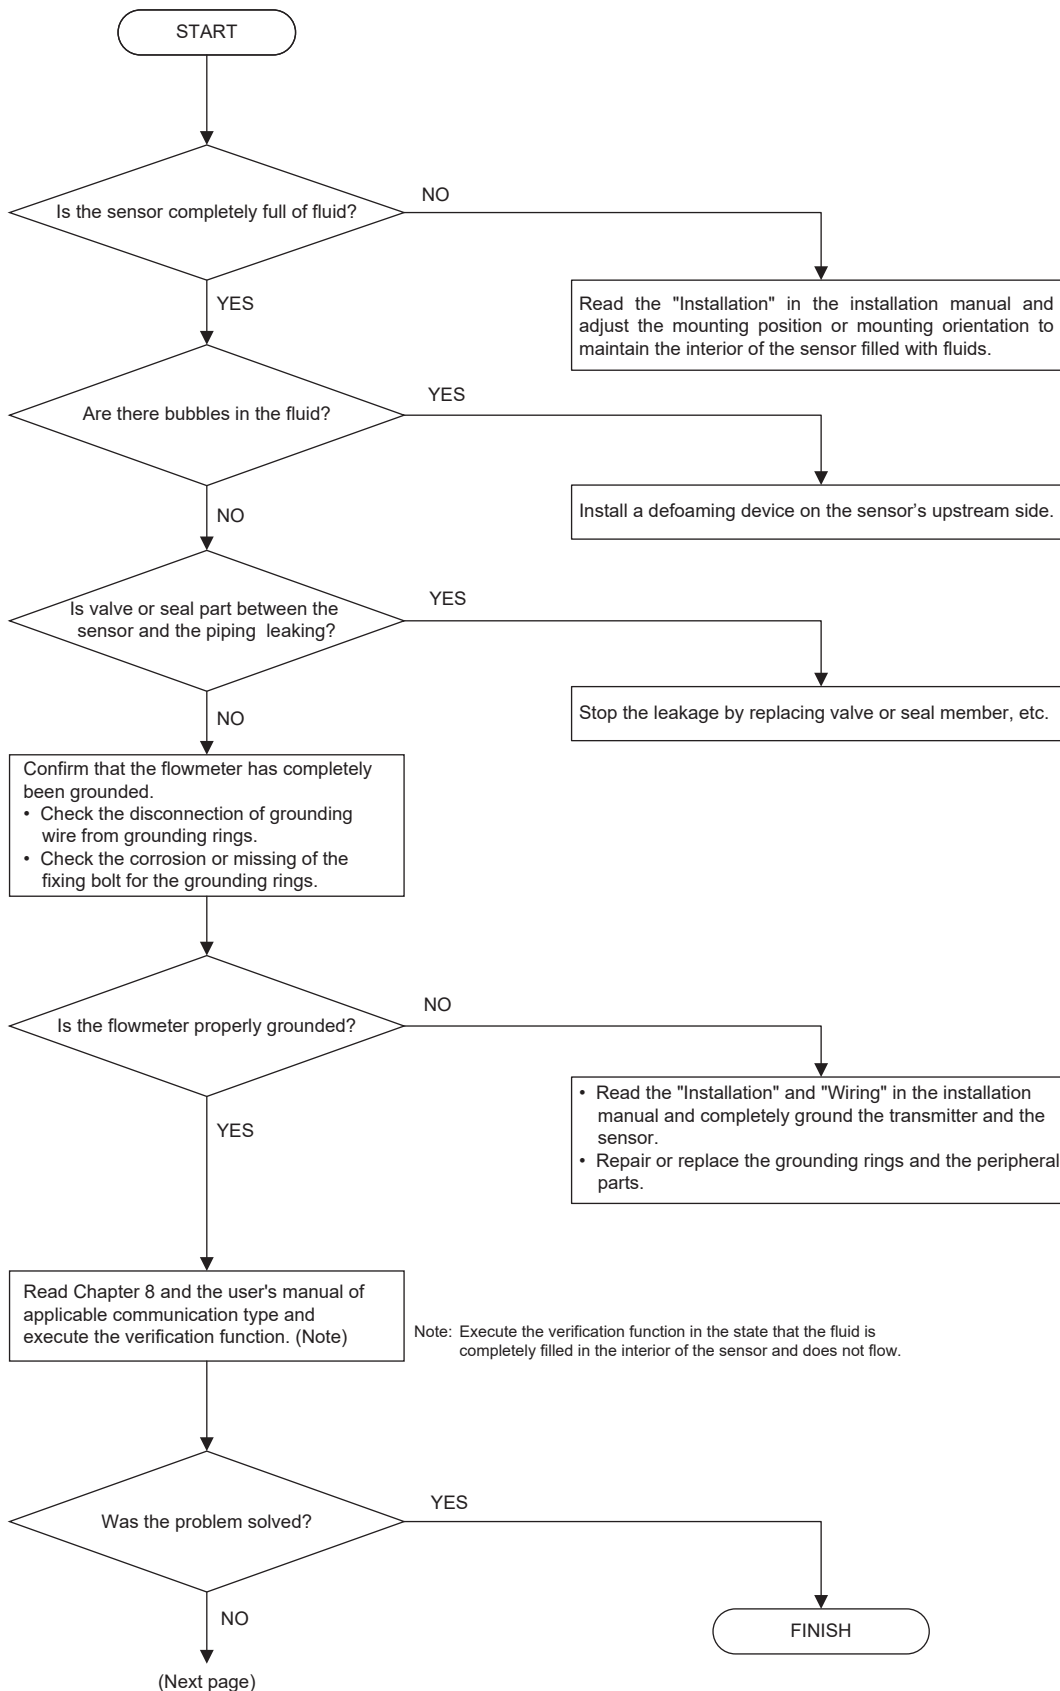 START
Is the sensor completely full of fluid?
NO
Read the "Installation" in the installation manual and
adjust the mounting position or mounting orientation to
maintain the interior of the sensor filled with fluids.
YES
Are there bubbles in the fluid?
YES
Install a defoaming device on the sensor’s upstream side.
NO
Is valve or seal part between the
sensor and the piping leaking?
YES
Stop the leakage by replacing valve or seal member, etc.
NO
Confirm that the flowmeter has completely
been grounded.
• Check the disconnection of grounding
wire from grounding rings.
• Check the corrosion or missing of the
fixing bolt for the grounding rings.
Is the flowmeter properly grounded?
NO
• Read the "Installation" and "Wiring" in the installation
manual and completely ground the transmitter and the
sensor.
• Repair or replace the grounding rings and the peripheral
parts.
YES
Read Chapter 8 and the user's manual of
applicable communication type and
execute the verification function. (Note)
Note: Execute the verification function in the state that the fluid is
completely filled in the interior of the sensor and does not flow.
Was the problem solved?
YES
FINISH
NO
(Next page)